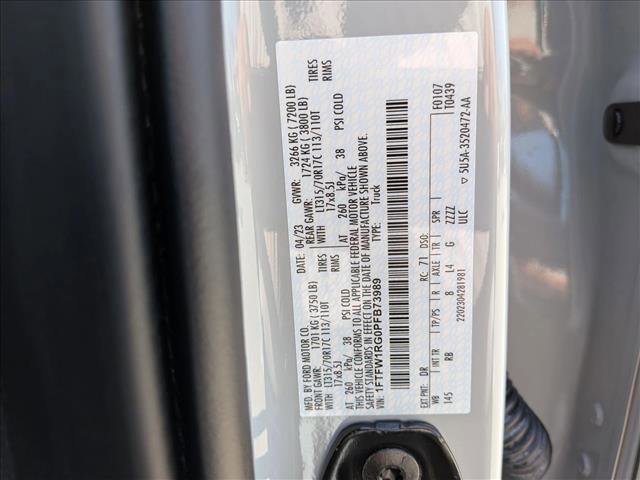 MFD. BY FORD MOTOR CO. DATE: 04/23 GVWR: 3266 KG ( 7200 LB)
FRONT GAWR: 1701 KG ( 3750 LB) REAR GAWR: 1724 KG ( 3800 LB)
WITH LT315/70R17C 113/110T TIRES WITH LT315/70R17C 113/110T TIRES
17x8.5J RIMS 17x8.5J RIMS
AT 260 kPa/ 38 PSI COLD AT 260 kPa/ 38 PSI COLD
THIS VEHICLE CONFORMS TO ALL APPLICABLE FEDERAL MOTOR VEHICLE
SAFETY STANDARDS IN EFFECT ON THE DATE OF MANUFACTURE SHOWN ABOVE.
VIN: 1FTFW1RG0PFB73989 TYPE: Truck
F0107
T0439
EXT PNT: DR RC: 71 DSO:
WB INT TR TP/PS R AXLE TR SPR
145 RB B L4 G ZZZZ
2202304281981 ULC
▽ 5U5A-3520472-AA